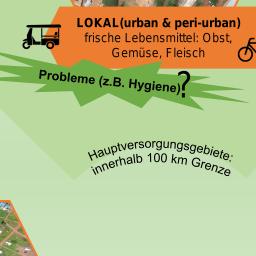 LOKAL(urban & peri-urban)
frische Lebensmittel: Obst,
Gemüse, Fleisch
Probleme (z.B. Hygiene)?
Hauptversorgungsgebiete:
innerhalb 100 km Grenze